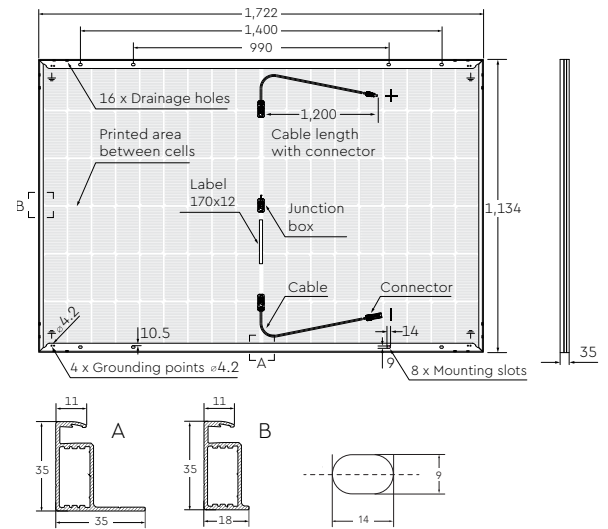 1,722
1,400
990
16 x Drainage holes
+
1,200
Cable length
with connector
Printed area
between cells
B
Label
170x12
Junction
box
1,134
Cable
Connector
⌀4.2
10.5
14
A
9
4 x Grounding points ⌀4.2
8 x Mounting slots
35
11
A
35
35
11
B
35
18
9
14